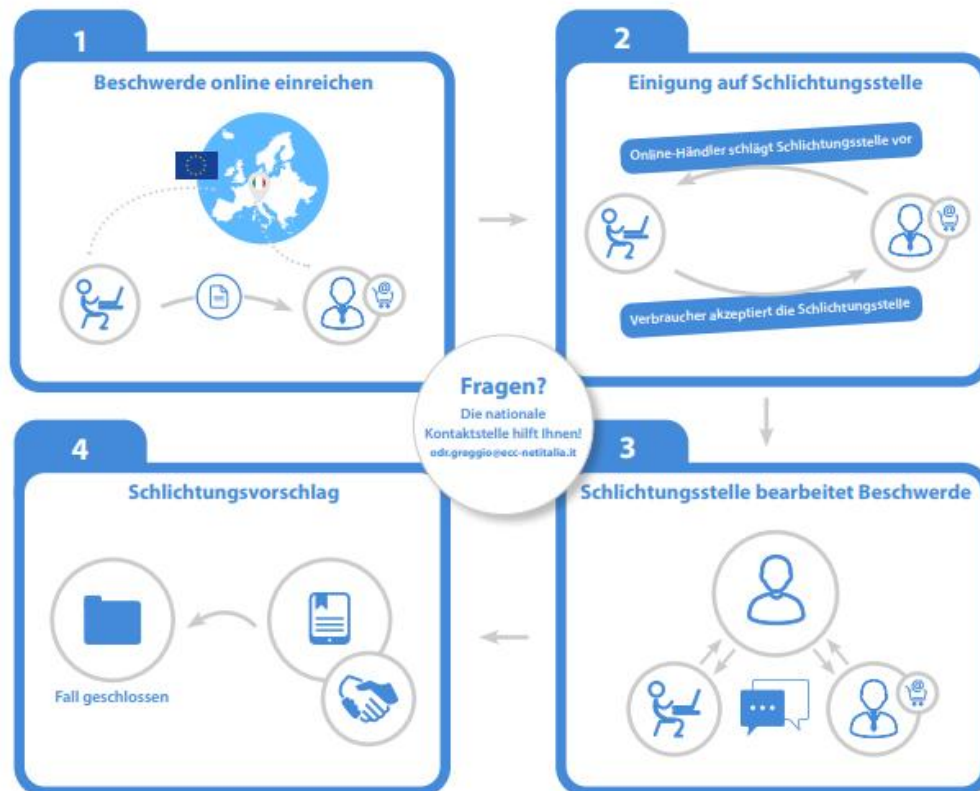 1
Beschwerde online einreichen
2
Einigung auf Schlichtungsstelle
Online-Händler schlägt Schlichtungsstelle vor
Verbraucher akzeptiert die Schlichtungsstelle
Fragen?
Die nationale
Kontaktstelle hilft Ihnen!
odr.greggio@ecc-netitalia.it
3
Schlichtungsstelle bearbeitet Beschwerde
4
Schlichtungsvorschlag
Fall geschlossen